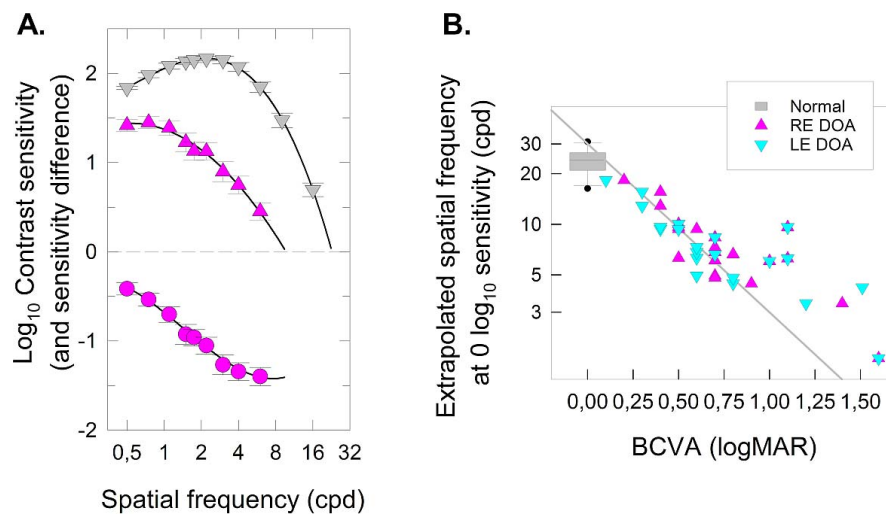 A.
Log10 Contrast sensitivity
(and sensitivity difference)
2
1
0
-1
-2
0,5
1
2
4
8
16
32
Spatial frequency (cpd)
B.
Extrapolated spatial frequency
at 0 log10 sensitivity (cpd)
Normal
RE DOA
LE DOA
30
20
10
5
3
0,00
0,25
0,50
0,75
1,00
1,25
1,50
BCVA (logMAR)